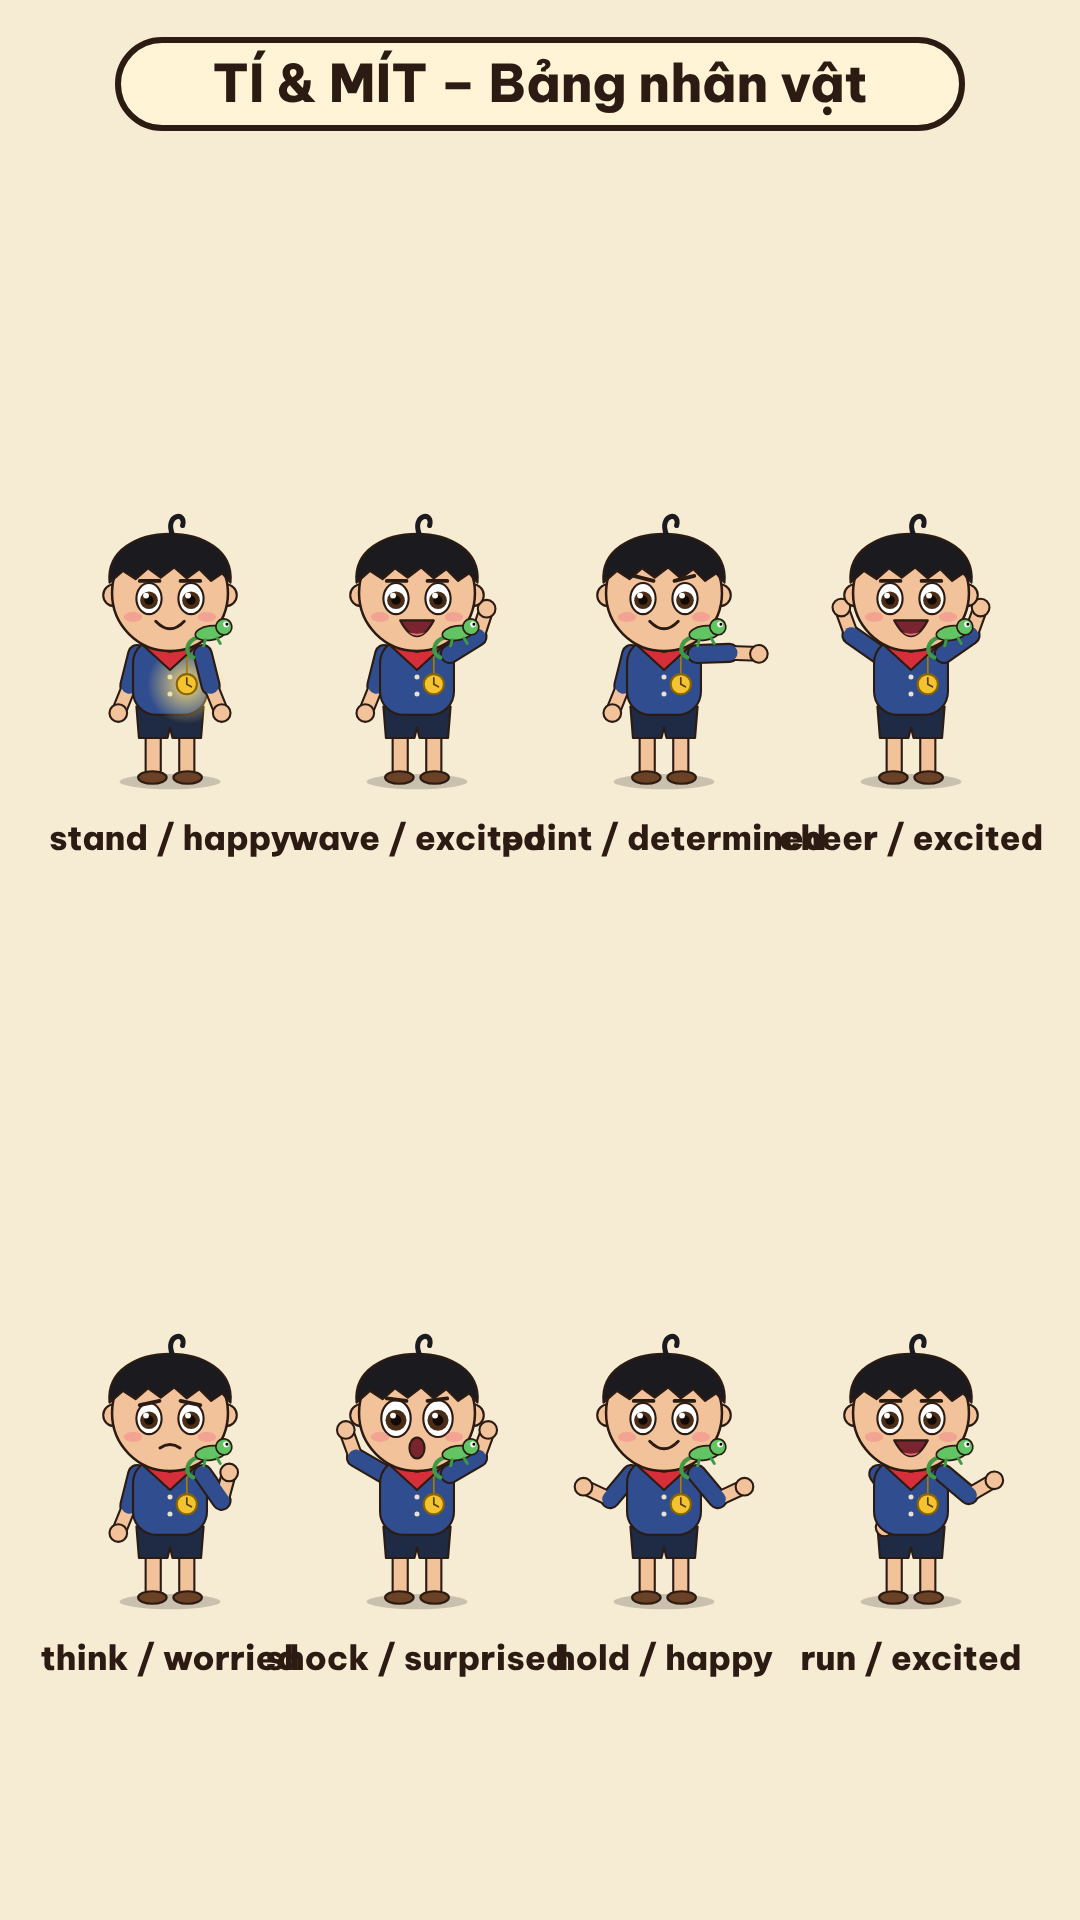 TÍ & MÍT – Bảng nhân vật
stand / happy
wave / excited
point / determined
cheer / excited
think / worried
shock / surprised
hold / happy
run / excited